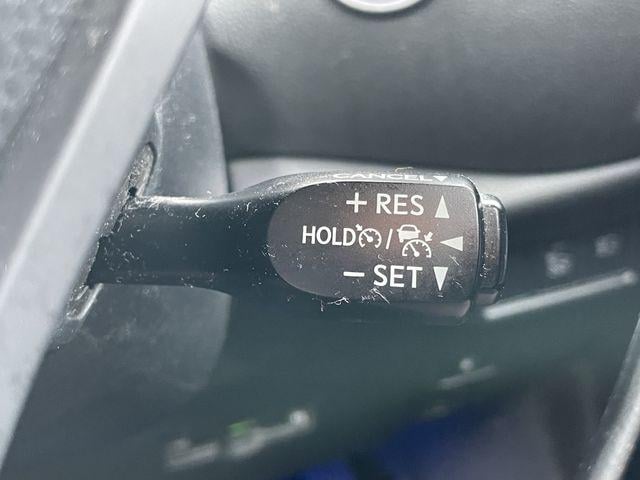 CANCEL
+ RES
HOLD /
− SET